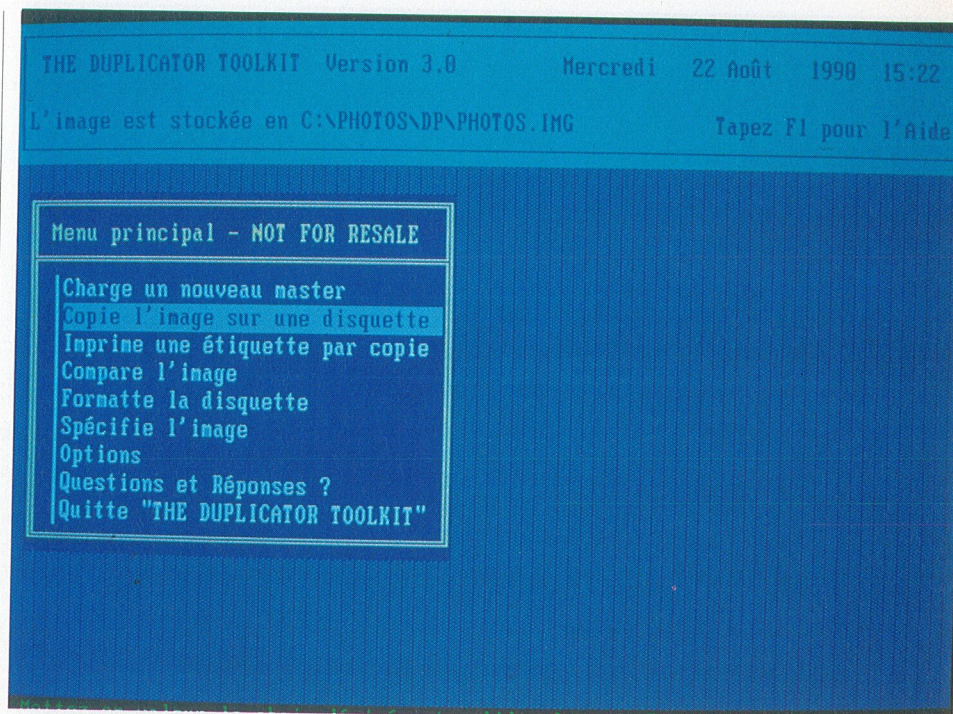 THE DUPLICATOR TOOLKIT Version 3.0 Mercredi 22 Août 1990 15:22
L'image est stockée en C:\PHOTOS\DP\PHOTOS.IMG Tapez F1 pour l'Aide
Menu principal - NOT FOR RESALE
Charge un nouveau master
Copie l'image sur une disquette
Imprime une étiquette par copie
Compare l'image
Formatte la disquette
Spécifie l'image
Options
Questions et Réponses ?
Quitte "THE DUPLICATOR TOOLKIT"